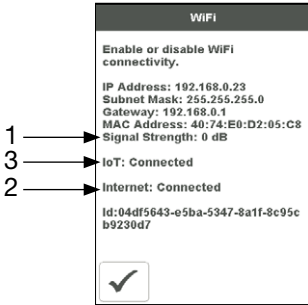 WiFi
Enable or disable WiFi
connectivity.
IP Address: 192.168.0.23
Subnet Mask: 255.255.255.0
Gateway: 192.168.0.1
MAC Address: 40:74:E0:D2:05:C8
1 Signal Strength: 0 dB
3 IoT: Connected
2 Internet: Connected
Id:04df5643-e5ba-5347-8a1f-8c95c
b9230d7